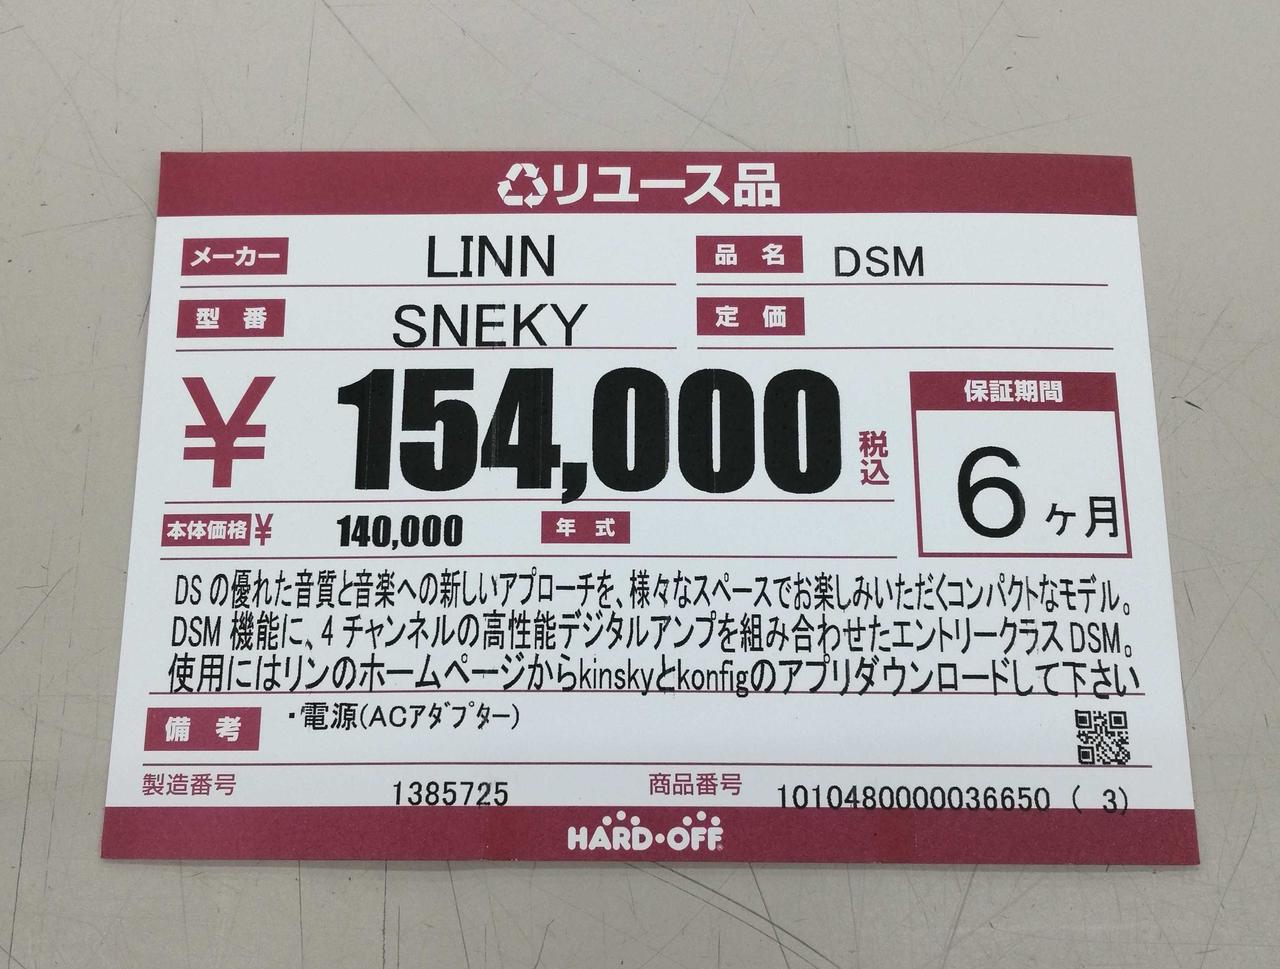 リユース品
メーカー LINN 品名 DSM
型番 SNEKY 定価
¥ 154,000 税込
保証期間
6ヶ月
本体価格¥ 140,000 年式
DSの優れた音質と音楽への新しいアプローチを、様々なスペースでお楽しみいただくコンパクトなモデル。
DSM機能に、4チャンネルの高性能デジタルアンプを組み合わせたエントリークラスDSM。
使用にはリンのホームページからkinskyとkonfigのアプリダウンロードして下さい
備考 ・電源(ACアダプター)
製造番号 1385725 商品番号 1010480000036650 ( 3)
HARD・OFF